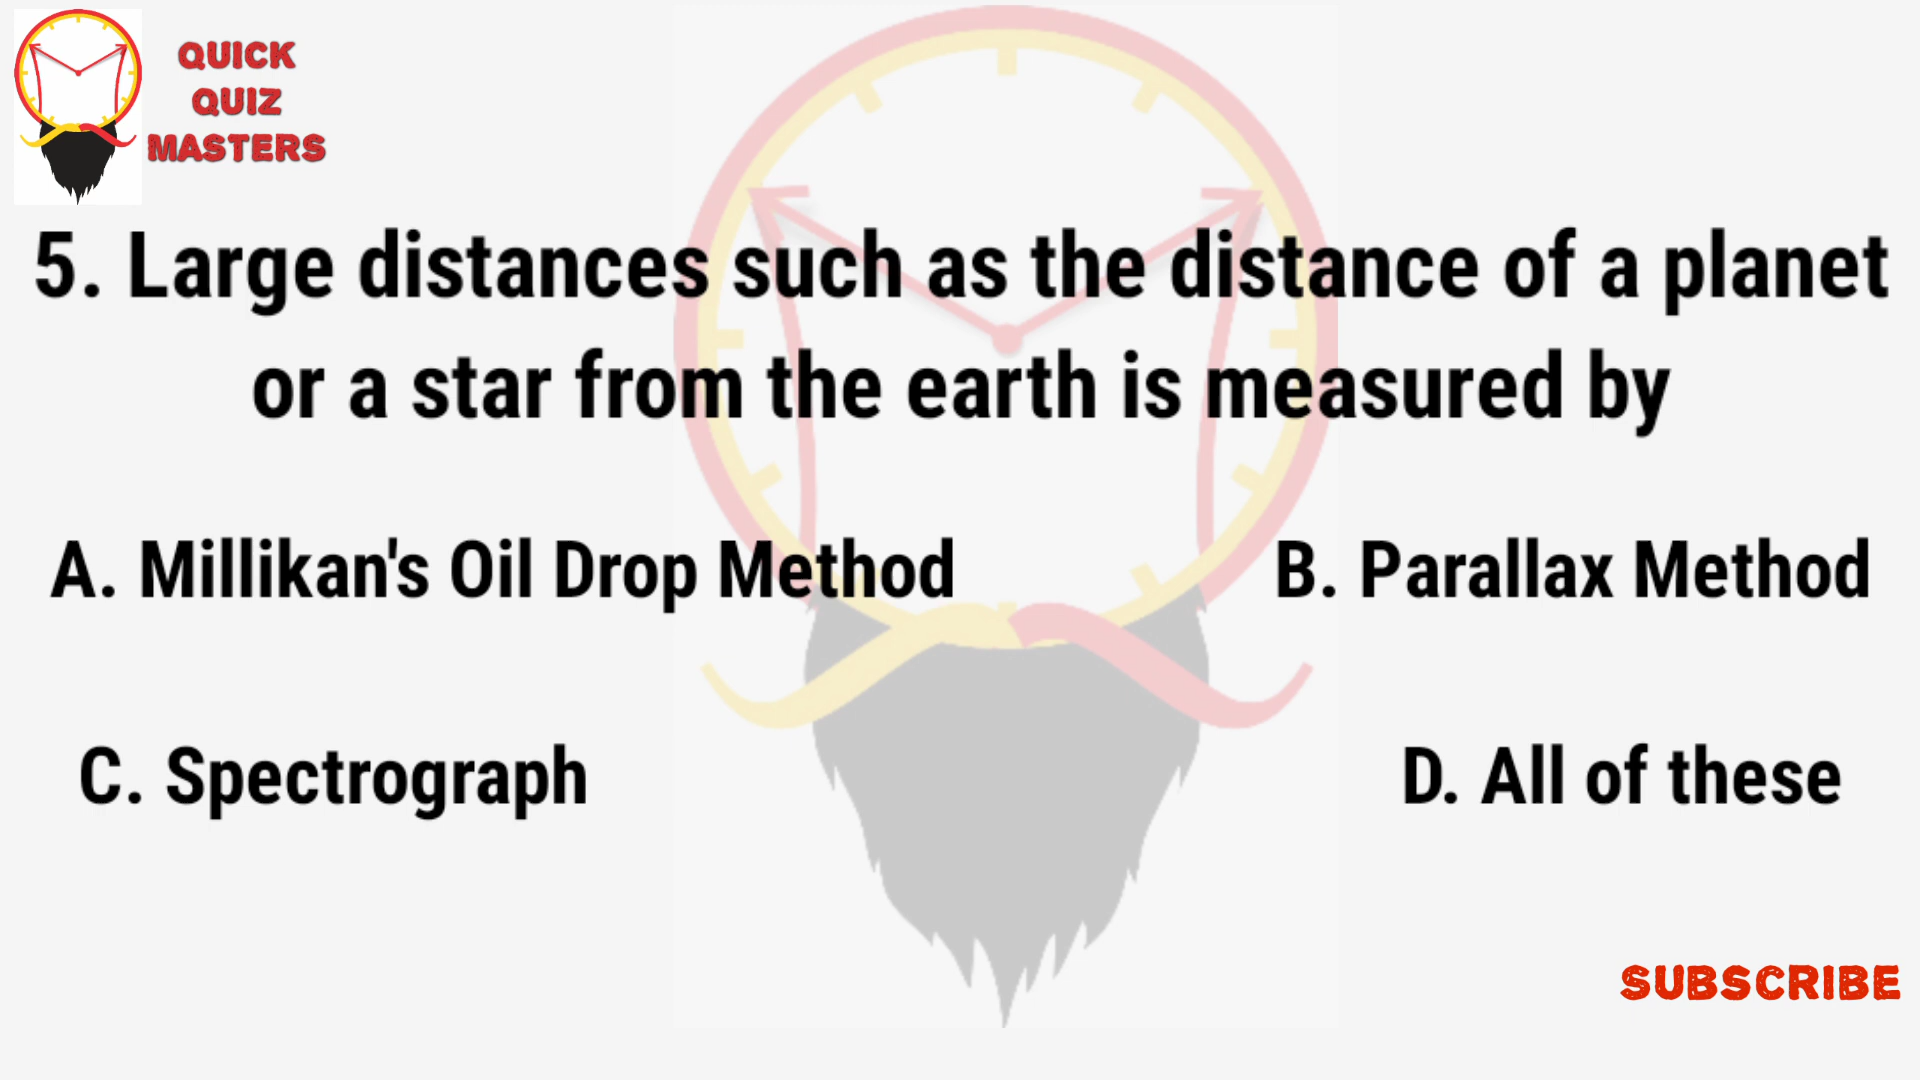 QUICK
QUIZ
MASTERS
5. Large distances such as the distance of a planet
or a star from the earth is measured by
A. Millikan's Oil Drop Method
B. Parallax Method
C. Spectrograph
D. All of these
SUBSCRIBE